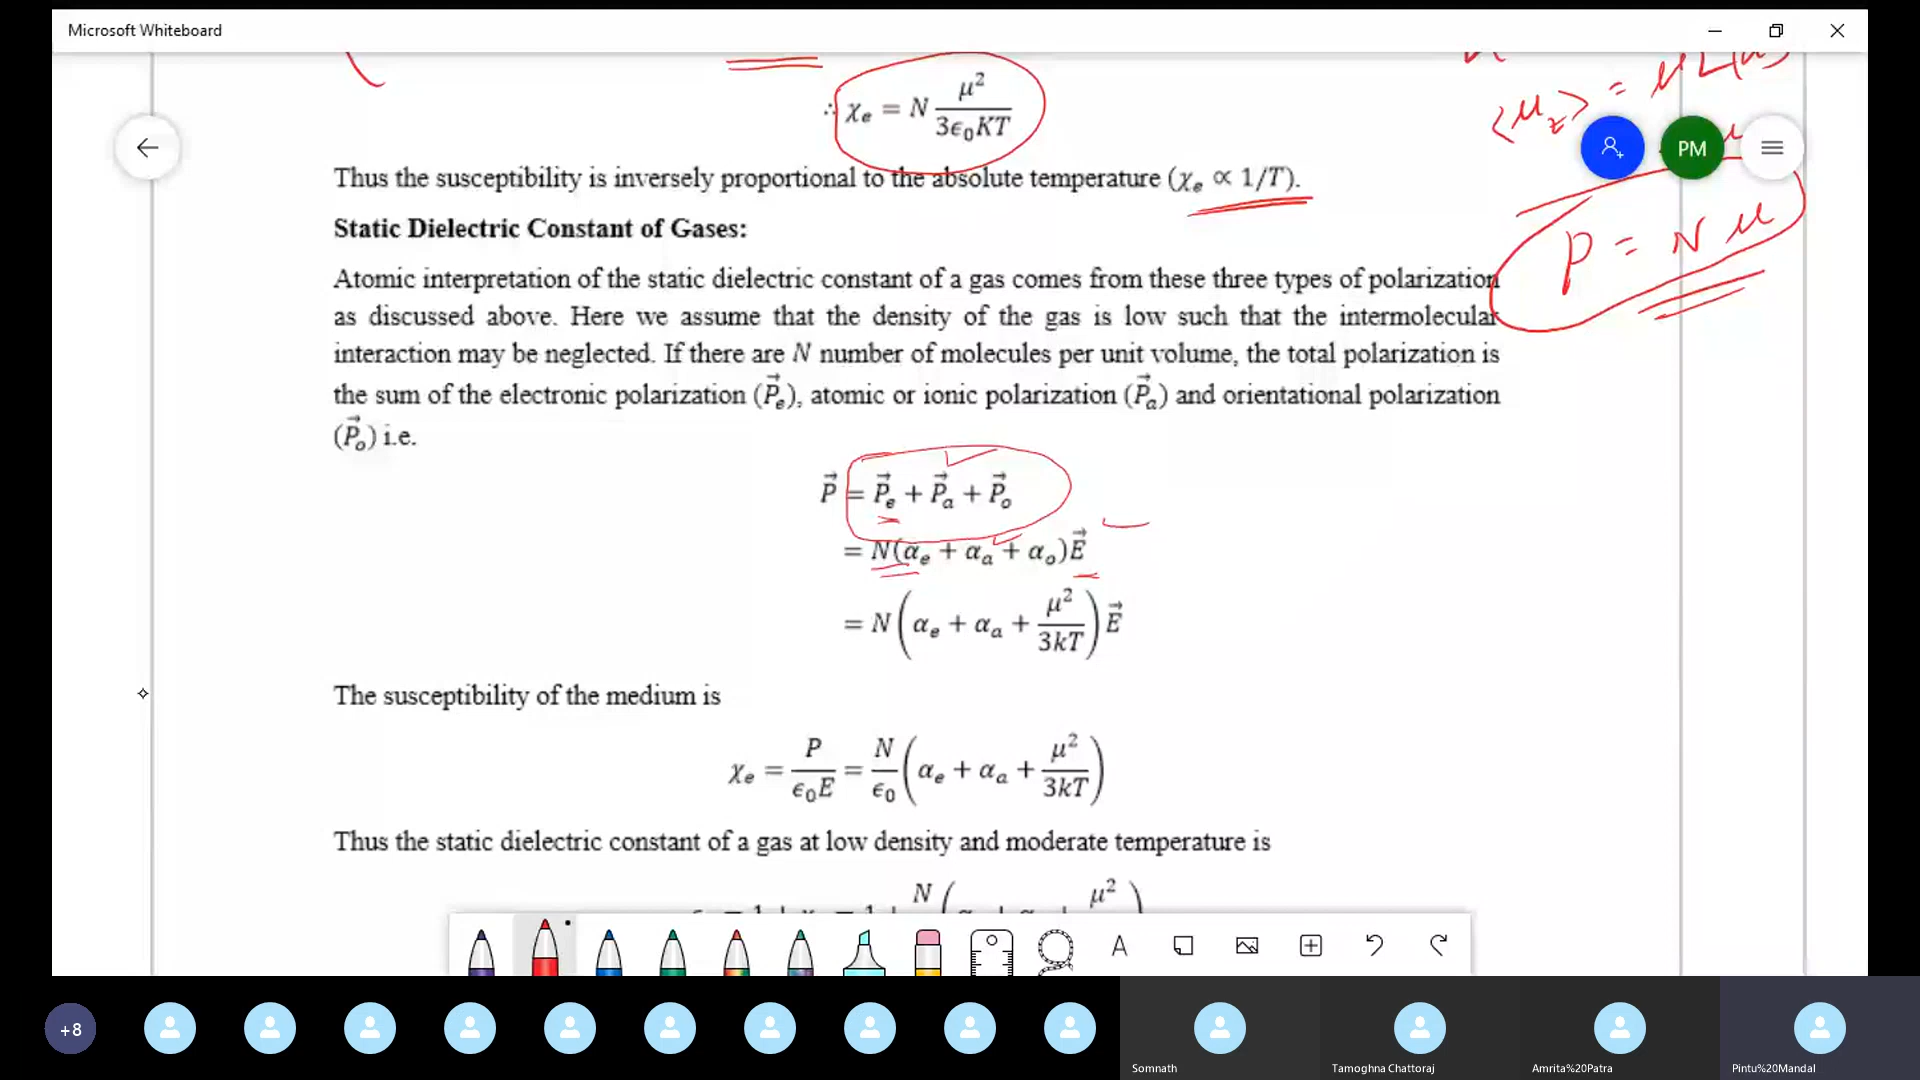 Microsoft Whiteboard
∴ χₑ = N μ² / 3ϵ₀KT
⟨μ_z⟩ = μ L(
PM
Thus the susceptibility is inversely proportional to the absolute temperature (χₑ ∝ 1/T).
P = N μ
Static Dielectric Constant of Gases:
Atomic interpretation of the static dielectric constant of a gas comes from these three types of polarization
as discussed above. Here we assume that the density of the gas is low such that the intermolecular
interaction may be neglected. If there are N number of molecules per unit volume, the total polarization is
the sum of the electronic polarization (P⃗ₑ), atomic or ionic polarization (P⃗ₐ) and orientational polarization
(P⃗ₒ) i.e.
P⃗ = P⃗ₑ + P⃗ₐ + P⃗ₒ
= N(αₑ + αₐ + αₒ)E⃗
= N(αₑ + αₐ + μ²/3kT)E⃗
The susceptibility of the medium is
χₑ = P/ϵ₀E = N/ϵ₀ (αₑ + αₐ + μ²/3kT)
Thus the static dielectric constant of a gas at low density and moderate temperature is
N ( μ² )
A
+8
Somnath
Tamoghna Chattoraj
Amrita%20Patra
Pintu%20Mandal